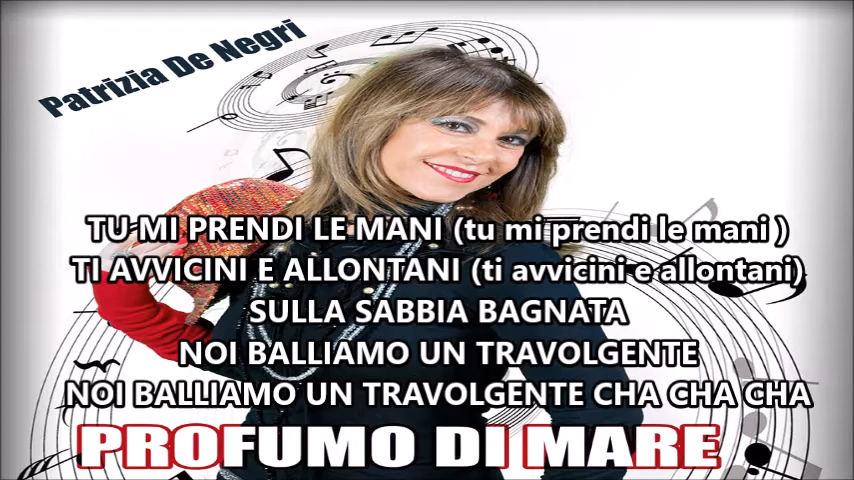 Patrizia De Negri
TU MI PRENDI LE MANI (tu mi prendi le mani )
TI AVVICINI E ALLONTANI (ti avvicini e allontani)
SULLA SABBIA BAGNATA
NOI BALLIAMO UN TRAVOLGENTE
NOI BALLIAMO UN TRAVOLGENTE CHA CHA CHA
PROFUMO DI MARE